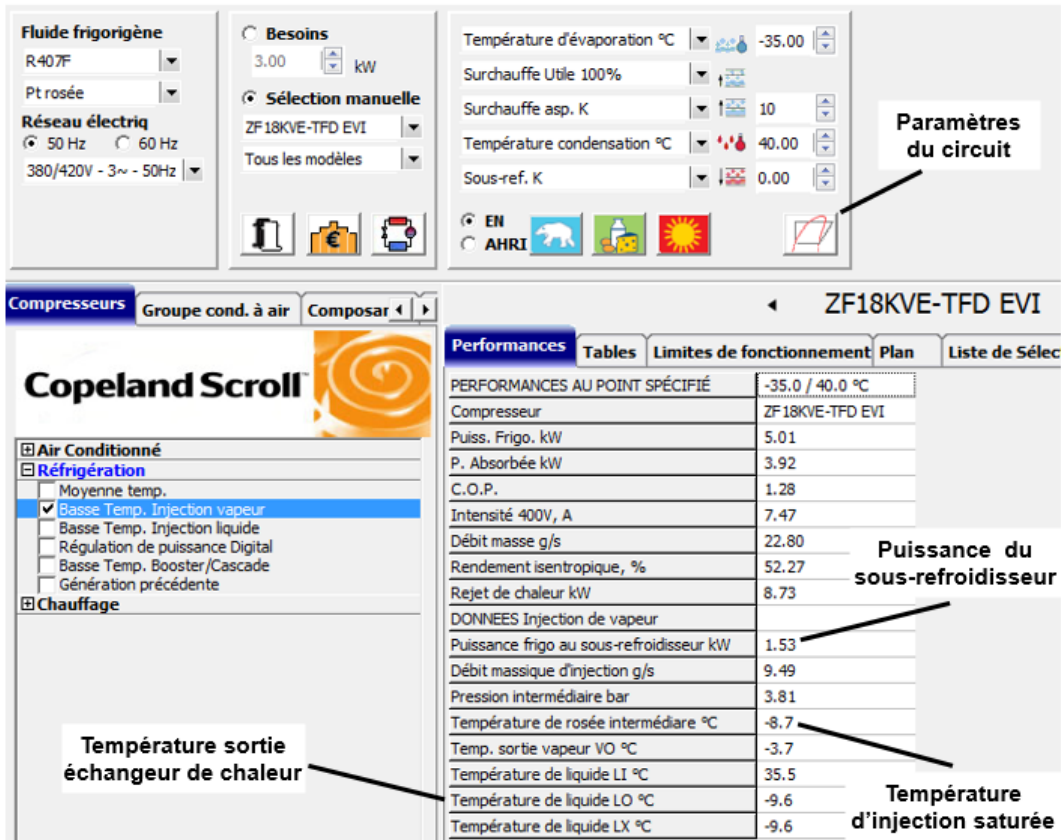 Fluide frigorigène
R407F
Pt rosée
Réseau électriq
50 Hz 60 Hz
380/420V - 3~ - 50Hz
Besoins
3.00 kW
Sélection manuelle
ZF18KVE-TFD EVI
Tous les modèles
€
Température d'évaporation °C -35.00
Surchauffe Utile 100%
Surchauffe asp. K 10
Température condensation °C 40.00
Sous-ref. K 0.00
EN
AHRI
Paramètres
du circuit
Compresseurs Groupe cond. à air Composar
Copeland Scroll™
Air Conditionné
Réfrigération
Moyenne temp.
Basse Temp. Injection vapeur
Basse Temp. Injection liquide
Régulation de puissance Digital
Basse Temp. Booster/Cascade
Génération précédente
Chauffage
ZF18KVE-TFD EVI
Performances Tables Limites de fonctionnement Plan Liste de Sélec
PERFORMANCES AU POINT SPÉCIFIÉ -35.0 / 40.0 °C
Compresseur ZF18KVE-TFD EVI
Puiss. Frigo. kW 5.01
P. Absorbée kW 3.92
C.O.P. 1.28
Intensité 400V, A 7.47
Débit masse g/s 22.80
Rendement isentropique, % 52.27
Rejet de chaleur kW 8.73
DONNEES Injection de vapeur
Puissance frigo au sous-refroidisseur kW 1.53
Débit massique d'injection g/s 9.49
Pression intermédiaire bar 3.81
Température de rosée intermédiare °C -8.7
Temp. sortie vapeur VO °C -3.7
Température de liquide LI °C 35.5
Température de liquide LO °C -9.6
Température de liquide LX °C -9.6
Puissance du
sous-refroidisseur
Température sortie
échangeur de chaleur
Température
d'injection saturée